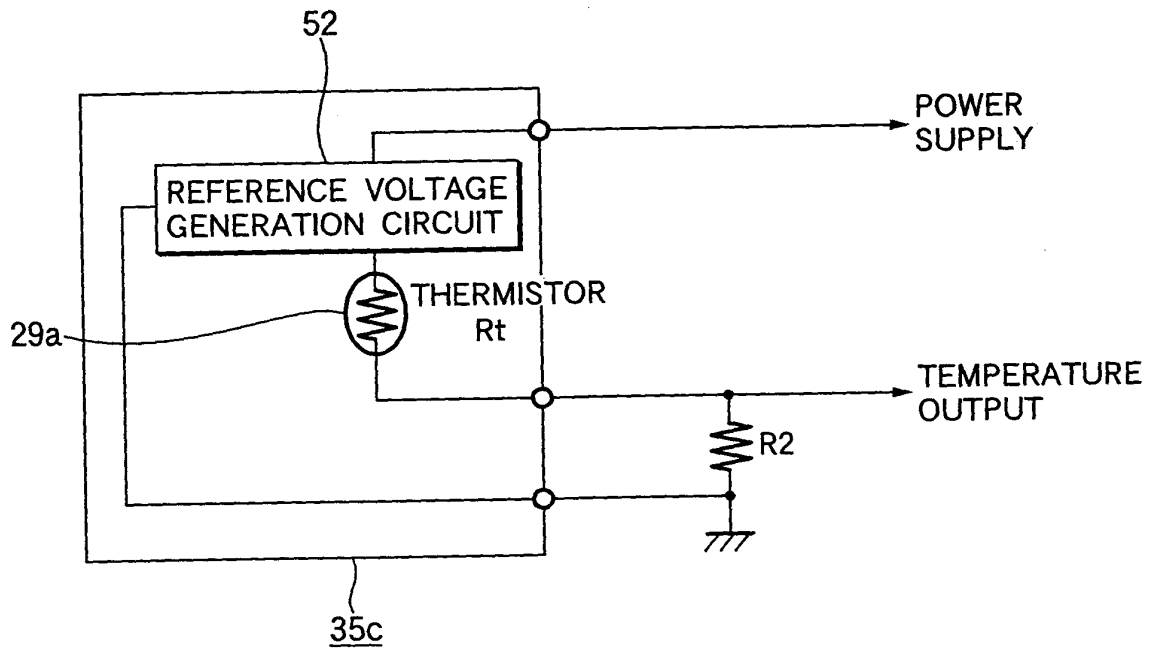 52
POWER
SUPPLY
REFERENCE VOLTAGE
GENERATION CIRCUIT
THERMISTOR
Rt
29a
TEMPERATURE
OUTPUT
R2
35c